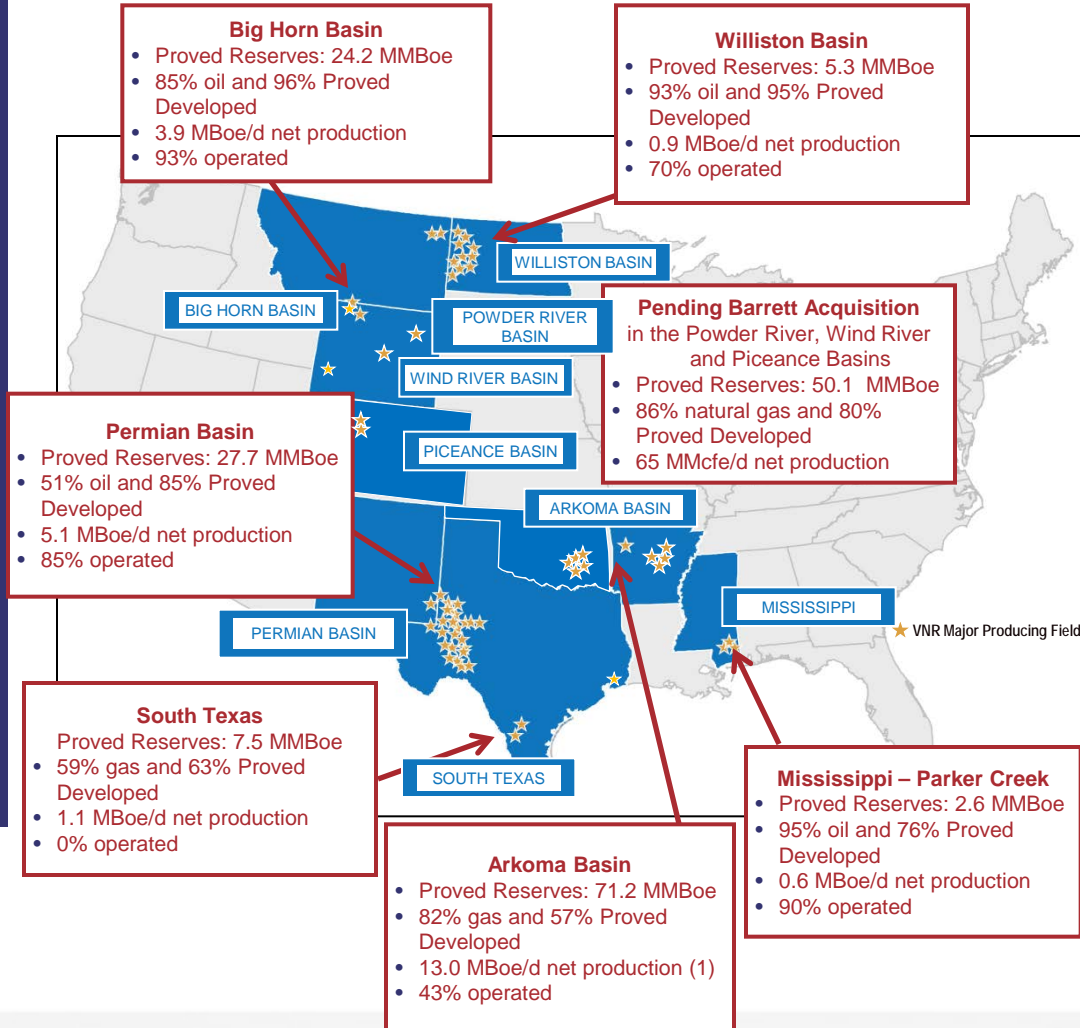 Big Horn Basin
• Proved Reserves: 24.2 MMBoe
• 85% oil and 96% Proved
Developed
• 3.9 MBoe/d net production
• 93% operated
Williston Basin
• Proved Reserves: 5.3 MMBoe
• 93% oil and 95% Proved
Developed
• 0.9 MBoe/d net production
• 70% operated
WILLISTON BASIN
BIG HORN BASIN
POWDER RIVER
BASIN
WIND RIVER BASIN
Pending Barrett Acquisition
in the Powder River, Wind River
and Piceance Basins
• Proved Reserves: 50.1 MMBoe
• 86% natural gas and 80%
Proved Developed
• 65 MMcfe/d net production
Permian Basin
• Proved Reserves: 27.7 MMBoe
• 51% oil and 85% Proved
Developed
• 5.1 MBoe/d net production
• 85% operated
PICEANCE BASIN
ARKOMA BASIN
MISSISSIPPI
PERMIAN BASIN
VNR Major Producing Field
South Texas
Proved Reserves: 7.5 MMBoe
• 59% gas and 63% Proved
Developed
• 1.1 MBoe/d net production
• 0% operated
SOUTH TEXAS
Mississippi – Parker Creek
• Proved Reserves: 2.6 MMBoe
• 95% oil and 76% Proved
Developed
• 0.6 MBoe/d net production
• 90% operated
Arkoma Basin
• Proved Reserves: 71.2 MMBoe
• 82% gas and 57% Proved
Developed
• 13.0 MBoe/d net production (1)
• 43% operated